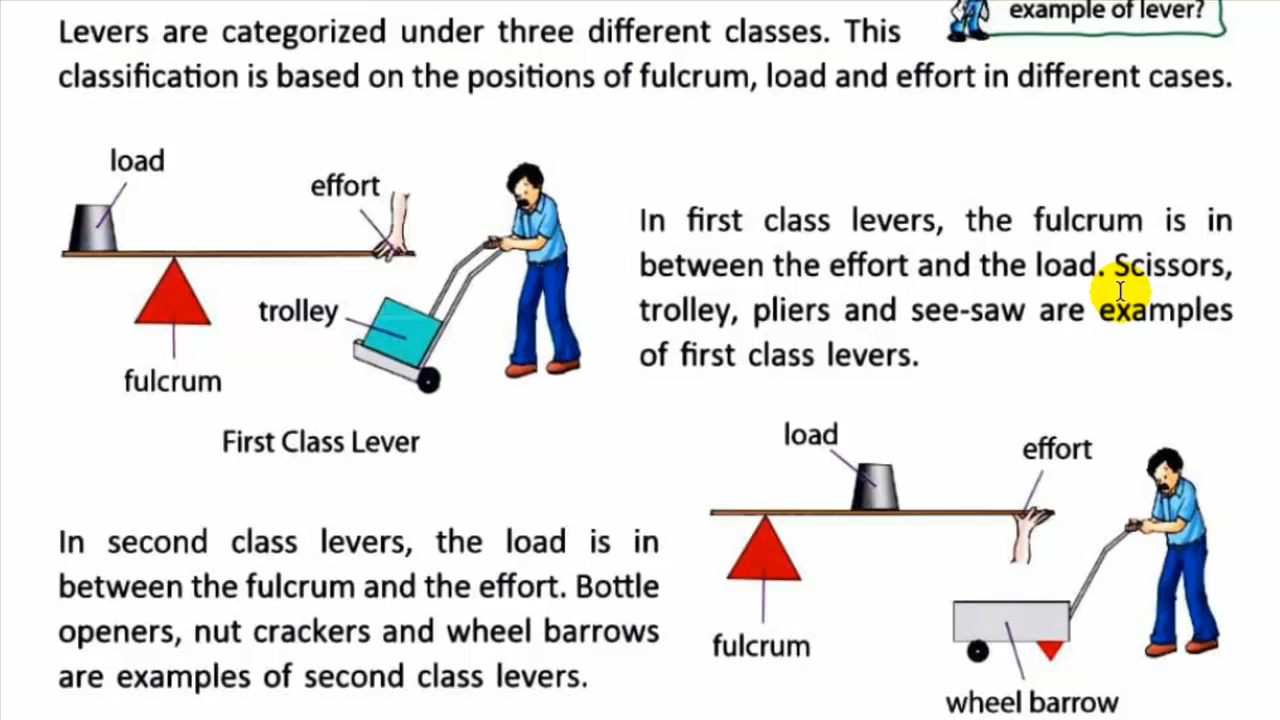 example of lever?
Levers are categorized under three different classes. This
classification is based on the positions of fulcrum, load and effort in different cases.
load
effort
trolley
fulcrum
First Class Lever
In first class levers, the fulcrum is in
between the effort and the load. Scissors,
trolley, pliers and see-saw are examples
of first class levers.
In second class levers, the load is in
between the fulcrum and the effort. Bottle
openers, nut crackers and wheel barrows
are examples of second class levers.
load
effort
fulcrum
wheel barrow